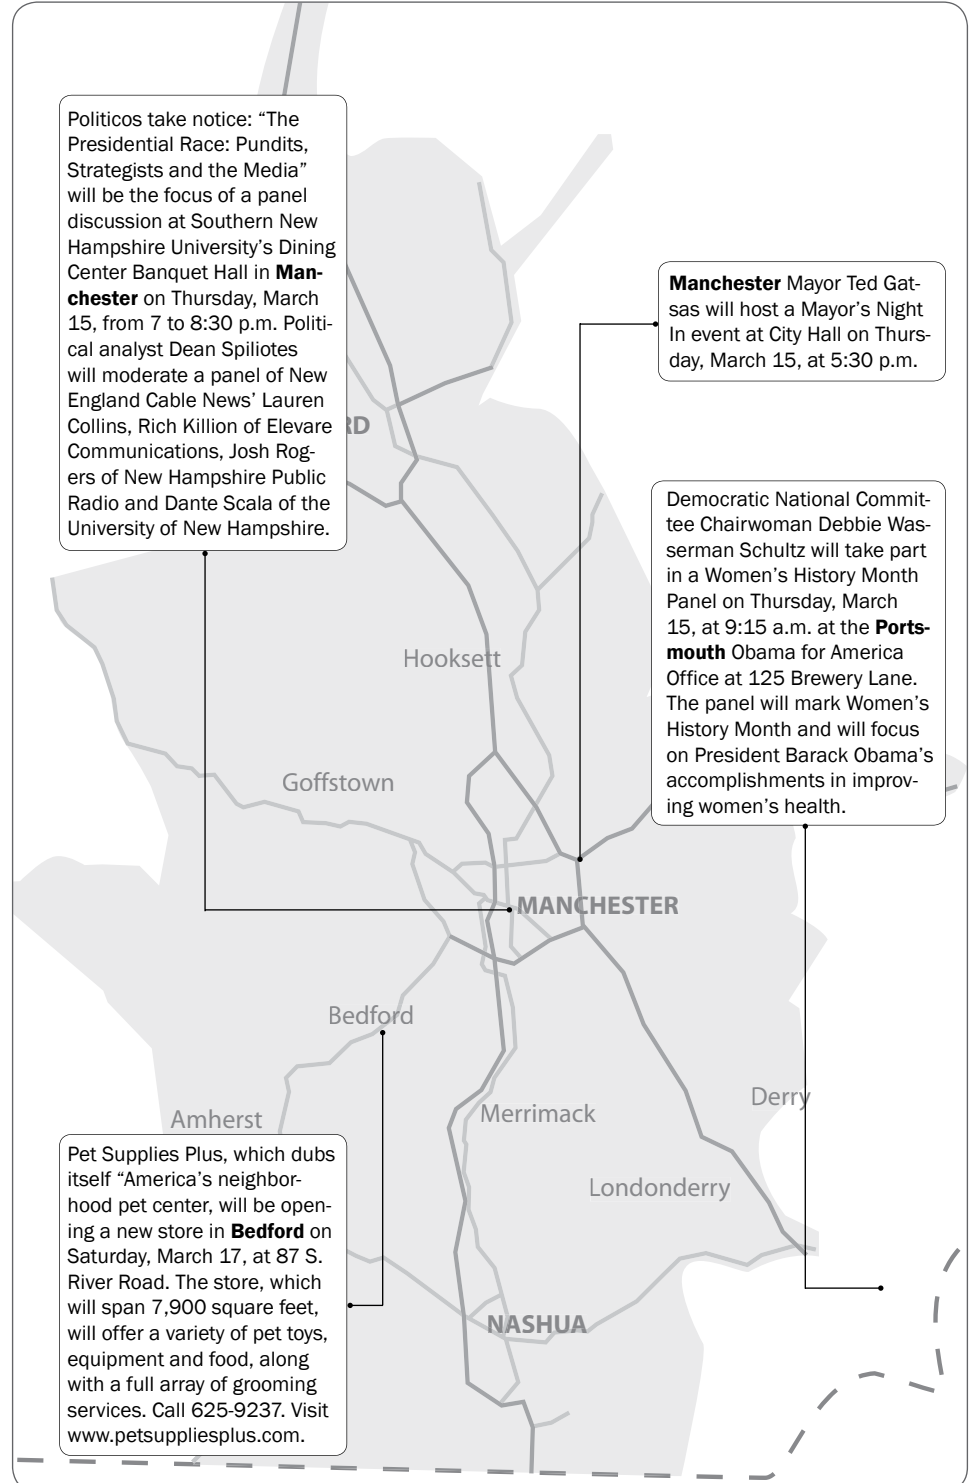 Politicos take notice: “The
Presidential Race: Pundits,
Strategists and the Media”
will be the focus of a panel
discussion at Southern New
Hampshire University’s Dining
Center Banquet Hall in Man-
chester on Thursday, March
15, from 7 to 8:30 p.m. Politi-
cal analyst Dean Spiliotes
will moderate a panel of New
England Cable News’ Lauren
Collins, Rich Killion of Elevare
Communications, Josh Rog-
ers of New Hampshire Public
Radio and Dante Scala of the
University of New Hampshire.
Manchester Mayor Ted Gat-
sas will host a Mayor’s Night
In event at City Hall on Thurs-
day, March 15, at 5:30 p.m.
RD
Democratic National Commit-
tee Chairwoman Debbie Was-
serman Schultz will take part
in a Women’s History Month
Panel on Thursday, March
15, at 9:15 a.m. at the Ports-
mouth Obama for America
Office at 125 Brewery Lane.
The panel will mark Women’s
History Month and will focus
on President Barack Obama’s
accomplishments in improv-
ing women’s health.
Hooksett
Goffstown
MANCHESTER
Bedford
Derry
Amherst
Merrimack
Londonderry
NASHUA
Pet Supplies Plus, which dubs
itself “America’s neighbor-
hood pet center, will be open-
ing a new store in Bedford on
Saturday, March 17, at 87 S.
River Road. The store, which
will span 7,900 square feet,
will offer a variety of pet toys,
equipment and food, along
with a full array of grooming
services. Call 625-9237. Visit
www.petsuppliesplus.com.